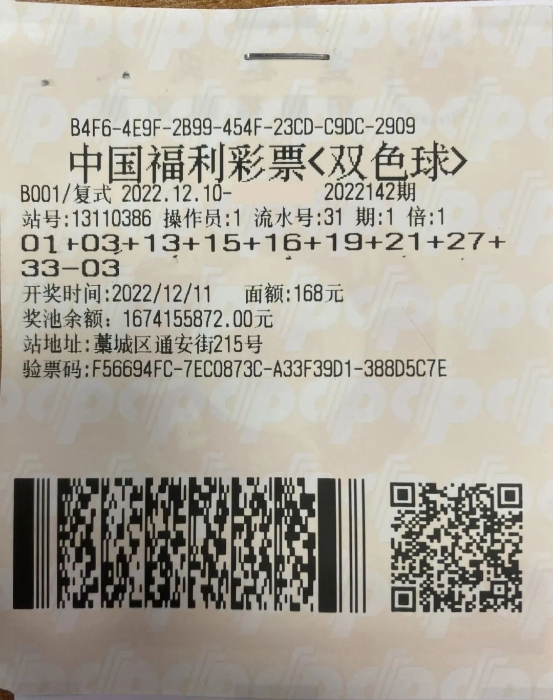 B4F6-4E9F-2B99-454F-23CD-C9DC-2909
中国福利彩票<双色球>
B001/复式 2022.12.10- 2022142期
站号:13110386 操作员:1 流水号:31 期:1 倍:1
01+03+13+15+16+19+21+27+
33-03
开奖时间:2022/12/11 面额:168元
奖池余额: 1674155872.00元
站地址:藁城区通安街215号
验票码:F56694FC-7EC0873C-A33F39D1-388D5C7E